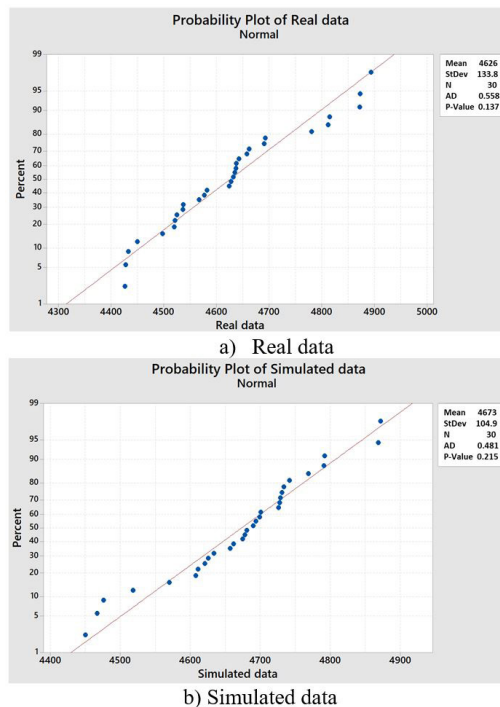 Probability Plot of Real data
Normal
99
95
90
80
70
60
50
40
30
20
10
5
1
Percent
4300 4400 4500 4600 4700 4800 4900 5000
Real data
Mean 4626
StDev 133.8
N 30
AD 0.558
P-Value 0.137
a) Real data
Probability Plot of Simulated data
Normal
99
95
90
80
70
60
50
40
30
20
10
5
1
Percent
4400 4500 4600 4700 4800 4900
Simulated data
Mean 4673
StDev 104.9
N 30
AD 0.481
P-Value 0.215
b) Simulated data